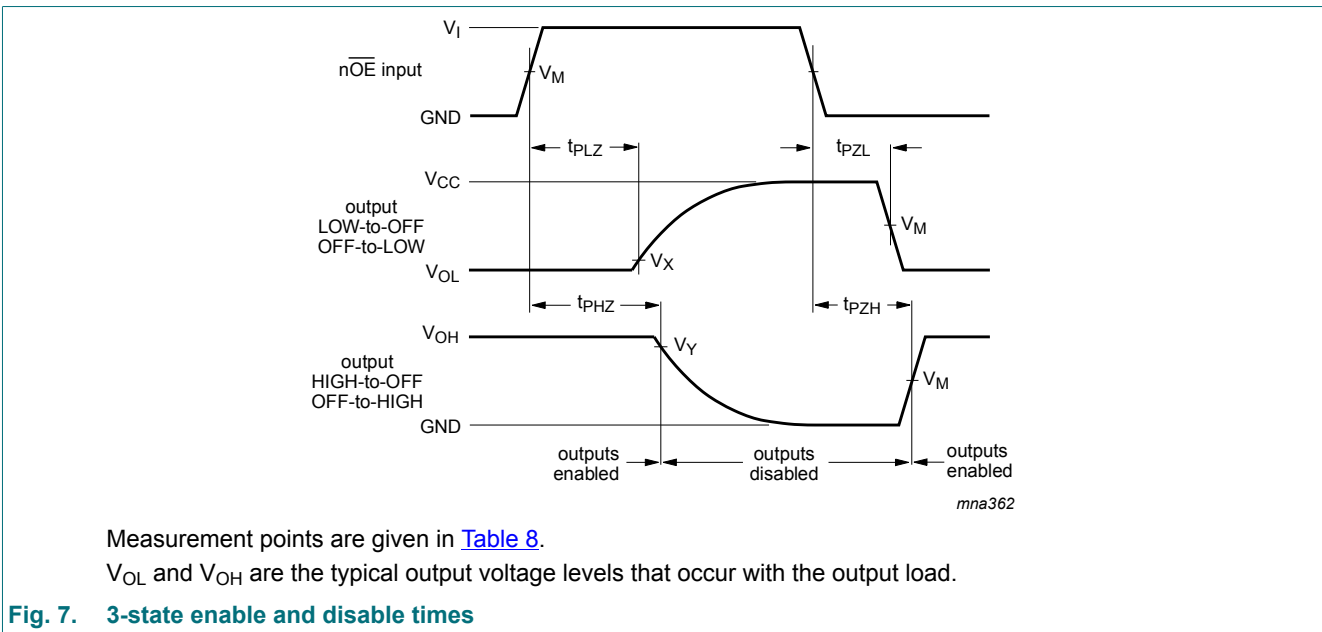 V_I
nO̅E̅ input
V_M
GND
t_PLZ
t_PZL
V_CC
output
LOW-to-OFF
OFF-to-LOW
V_M
V_X
V_OL
t_PHZ
t_PZH
V_OH
V_Y
output
HIGH-to-OFF
OFF-to-HIGH
V_M
GND
outputs
enabled
outputs
disabled
outputs
enabled
mna362
Measurement points are given in Table 8.
V_OL and V_OH are the typical output voltage levels that occur with the output load.
Fig. 7. 3-state enable and disable times